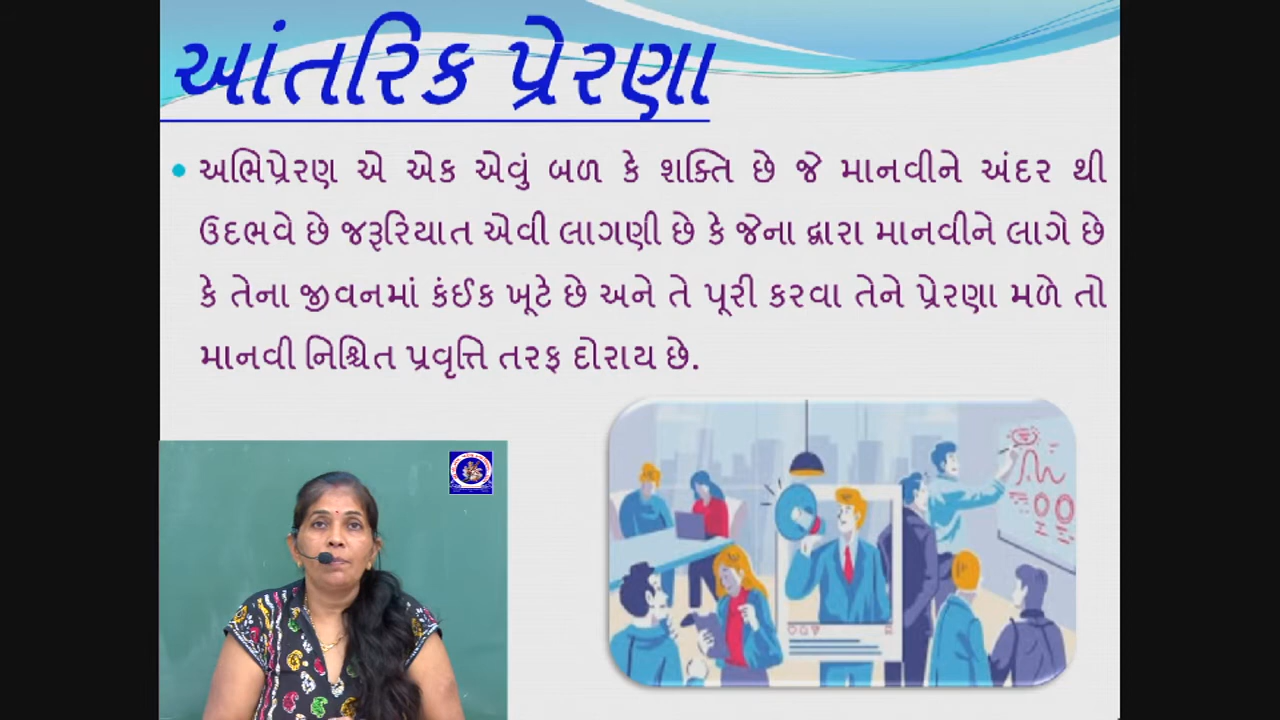 આંતરિક પ્રેરણા
અભિપ્રેરણ એ એક એવું બળ કે શક્તિ છે જે માનવીને અંદર થી
ઉદભવે છે જરૂરિયાત એવી લાગણી છે કે જેના દ્વારા માનવીને લાગે છે
કે તેના જીવનમાં કંઈક ખૂટે છે અને તે પૂરી કરવા તેને પ્રેરણા મળે તો
માનવી નિશ્ચિત પ્રવૃત્તિ તરફ દોરાય છે.